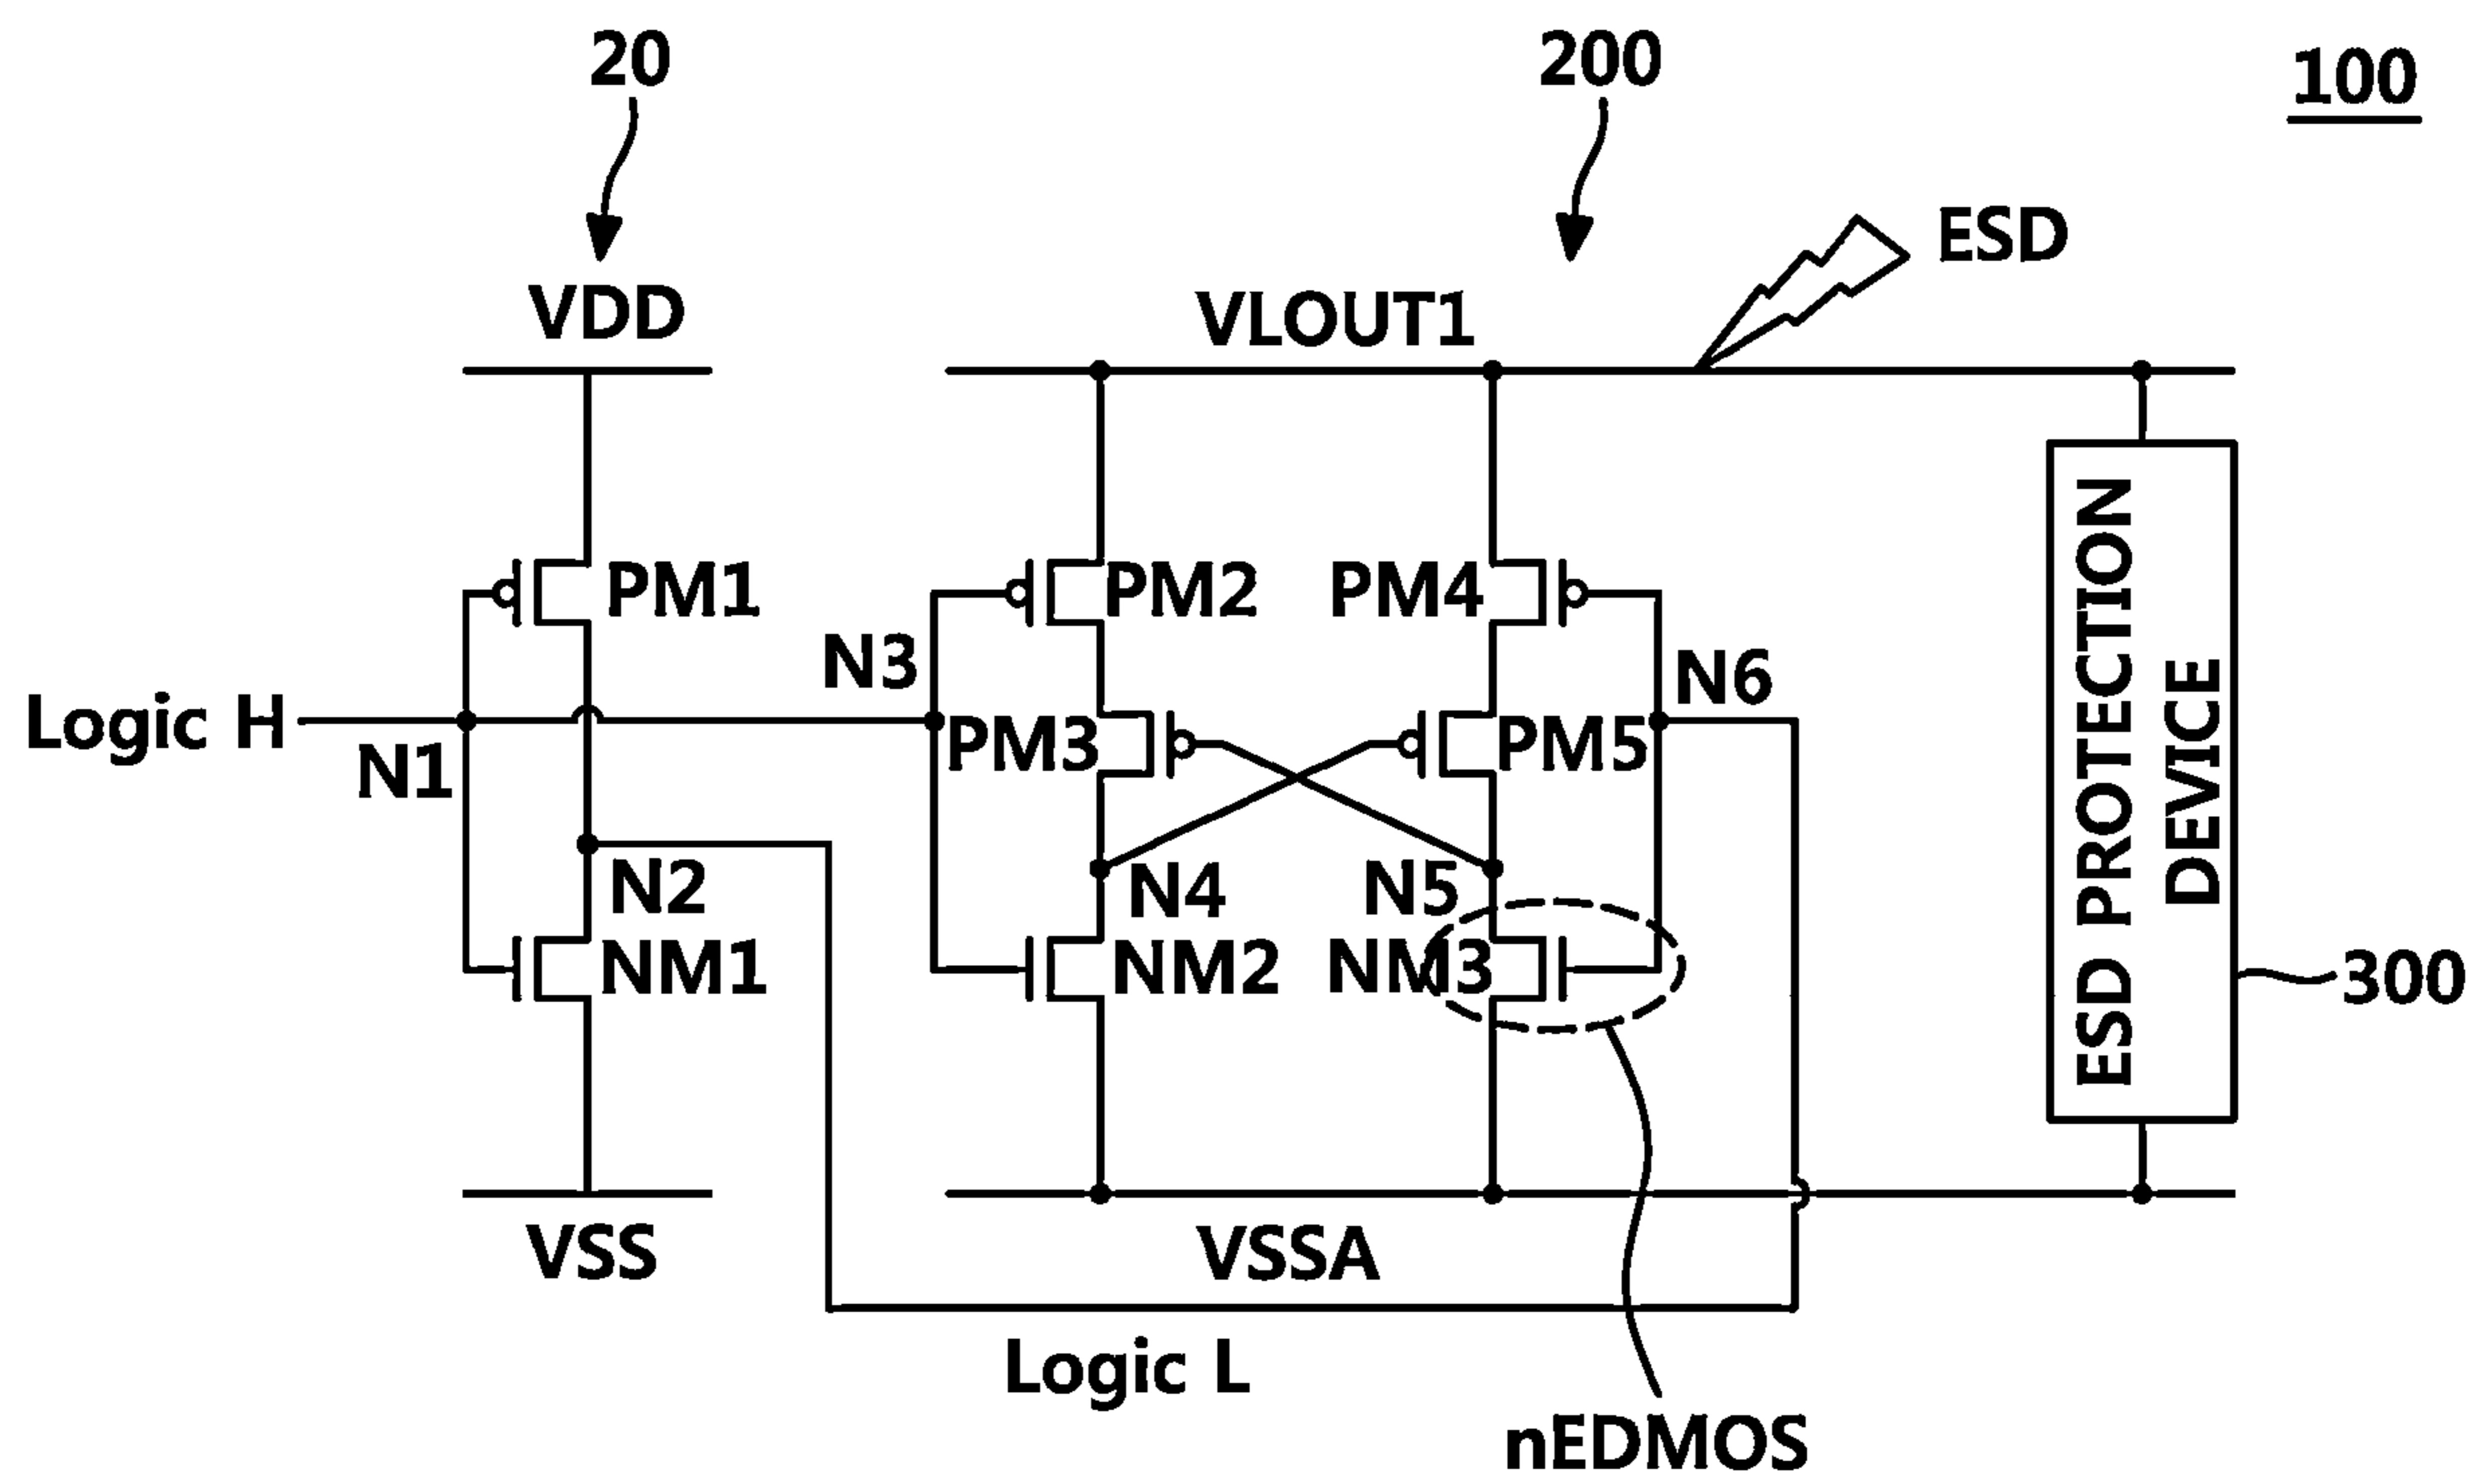 20
200
100
ESD
VDD
VLOUT1
PM1
PM2
PM4
N3
N6
Logic H
PM3
PM5
N1
N2
N4
N5
NM1
NM2
NM3
ESD PROTECTION
DEVICE
300
VSS
VSSA
Logic L
nEDMOS